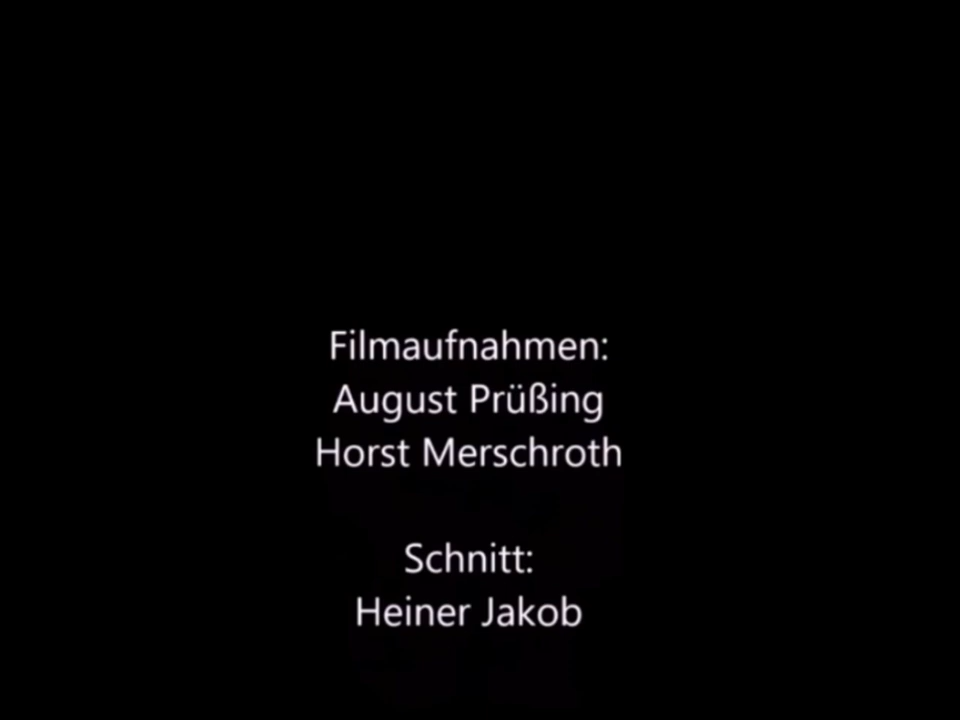 Filmaufnahmen:
August Prüßing
Horst Merschroth
Schnitt:
Heiner Jakob